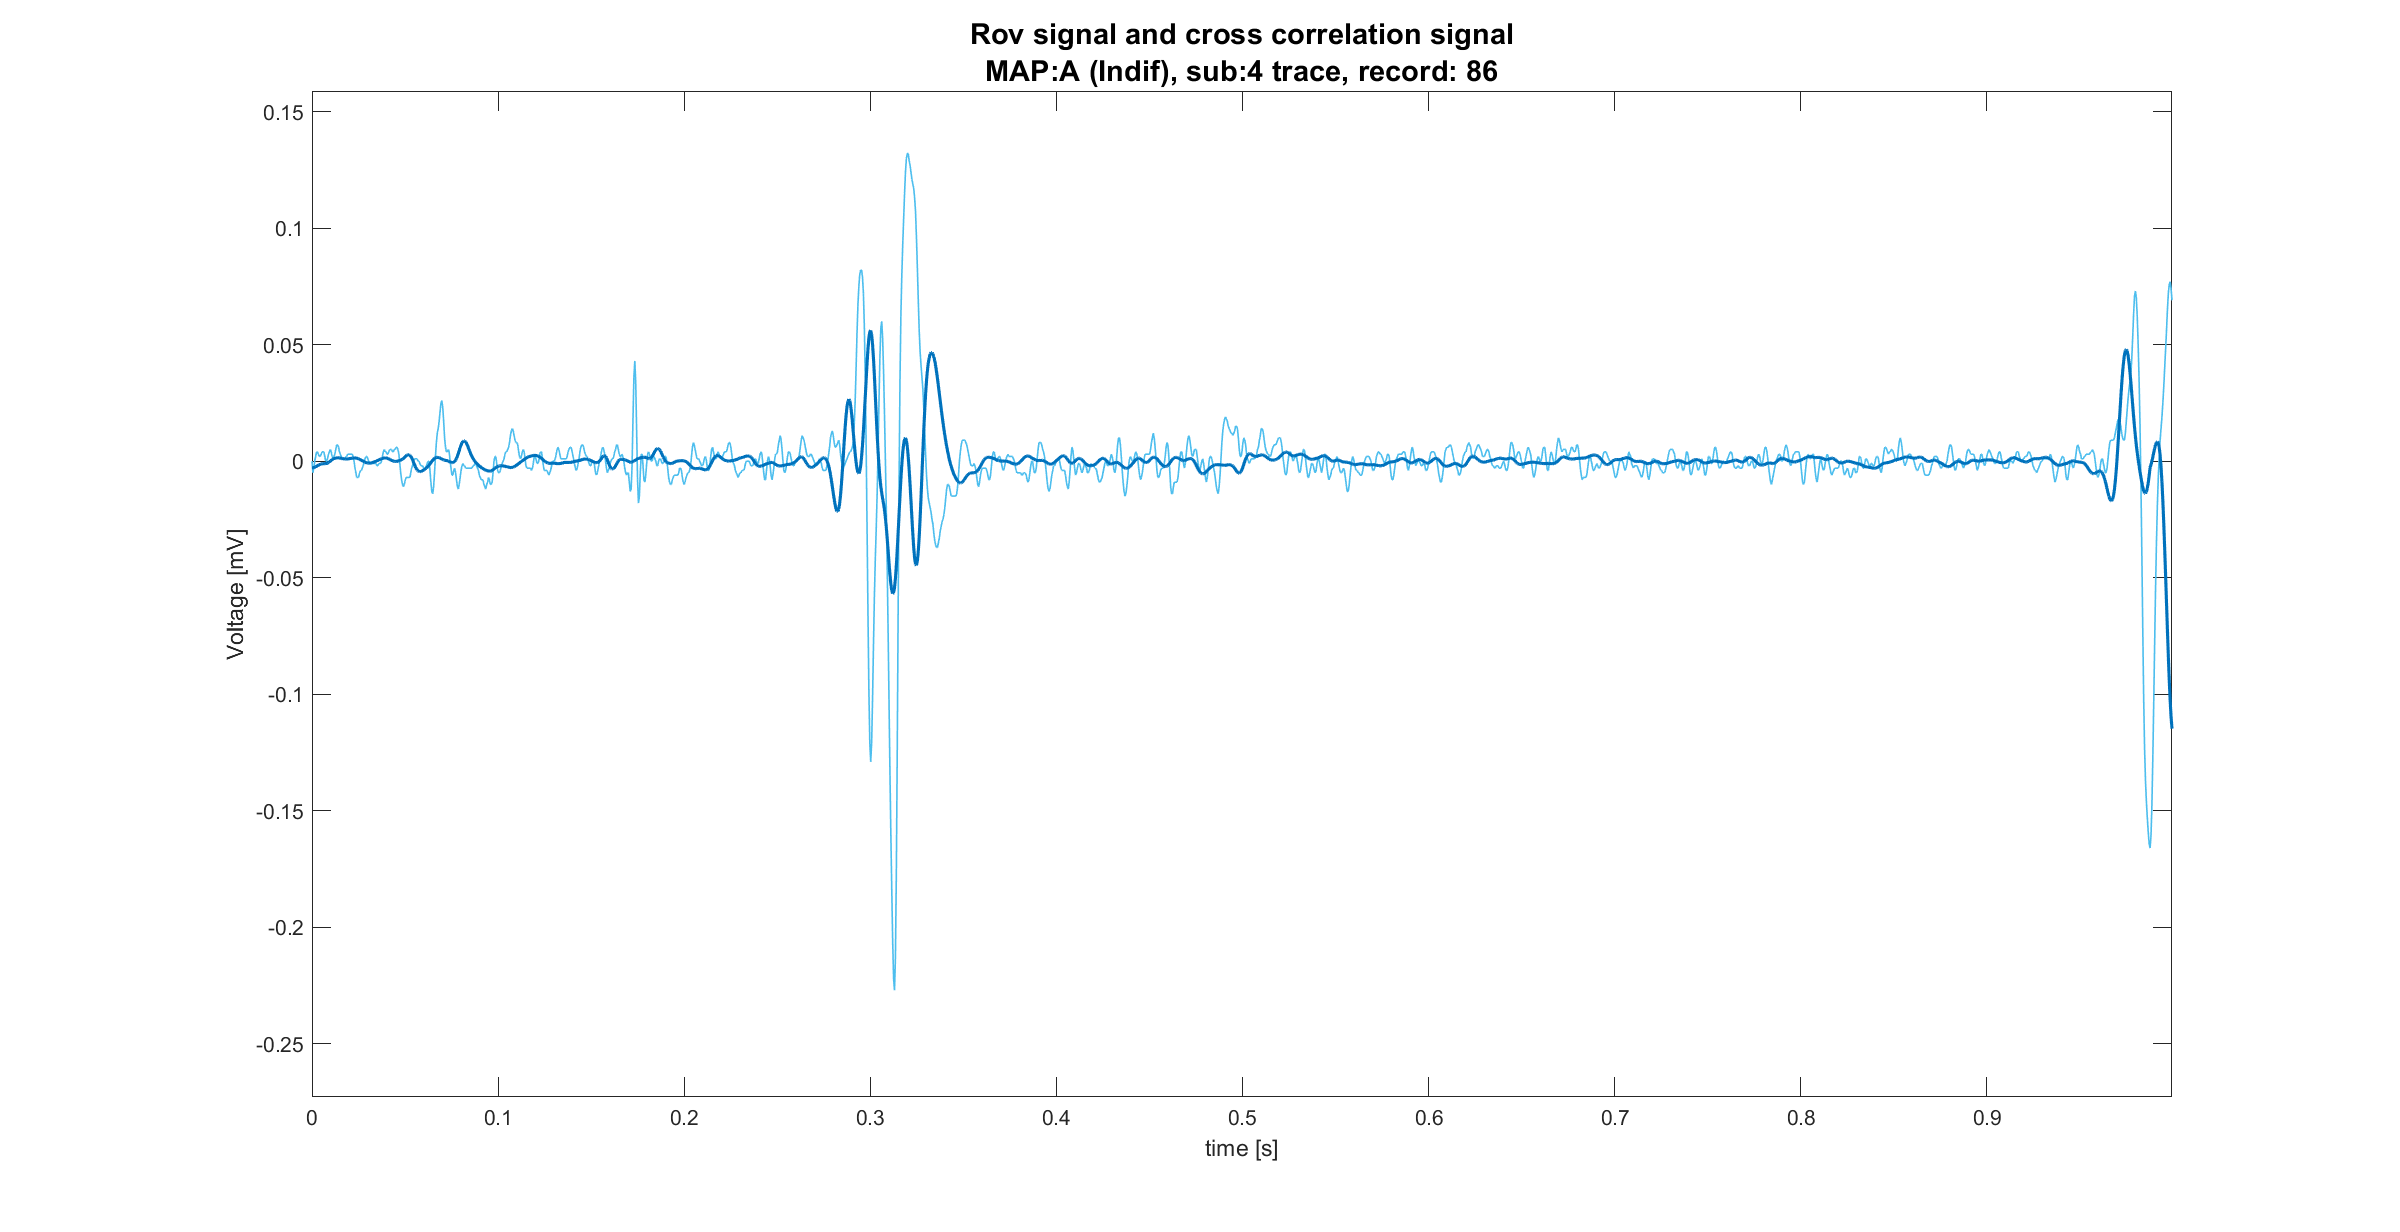 Rov signal and cross correlation signal
MAP:A (Indif), sub:4 trace, record: 86
0.15
0.1
0.05
0
-0.05
-0.1
-0.15
-0.2
-0.25
Voltage [mV]
0 0.1 0.2 0.3 0.4 0.5 0.6 0.7 0.8 0.9
time [s]